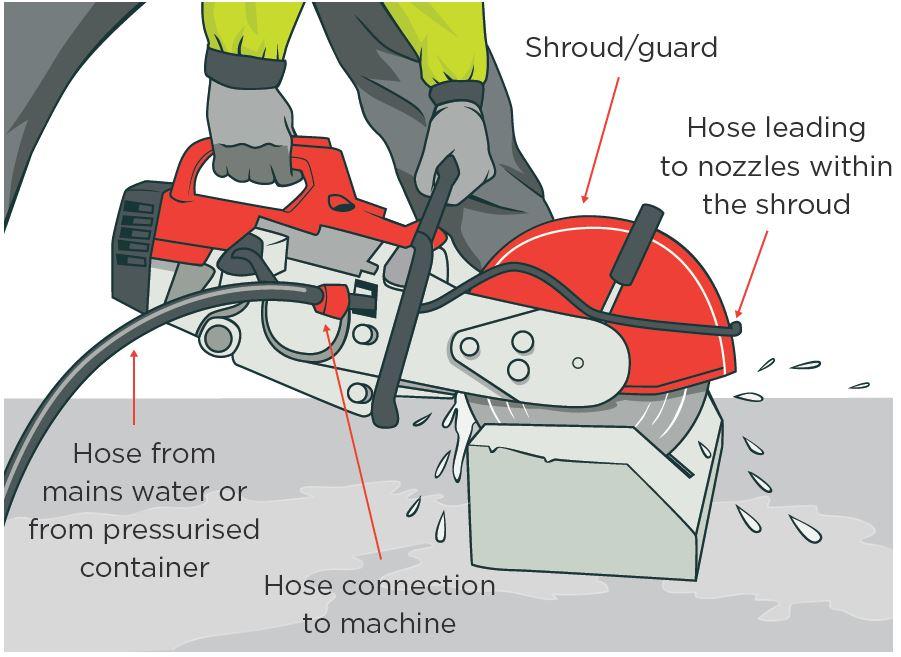 Shroud/guard
Hose leading
to nozzles within
the shroud
Hose from
mains water or
from pressurised
container
Hose connection
to machine